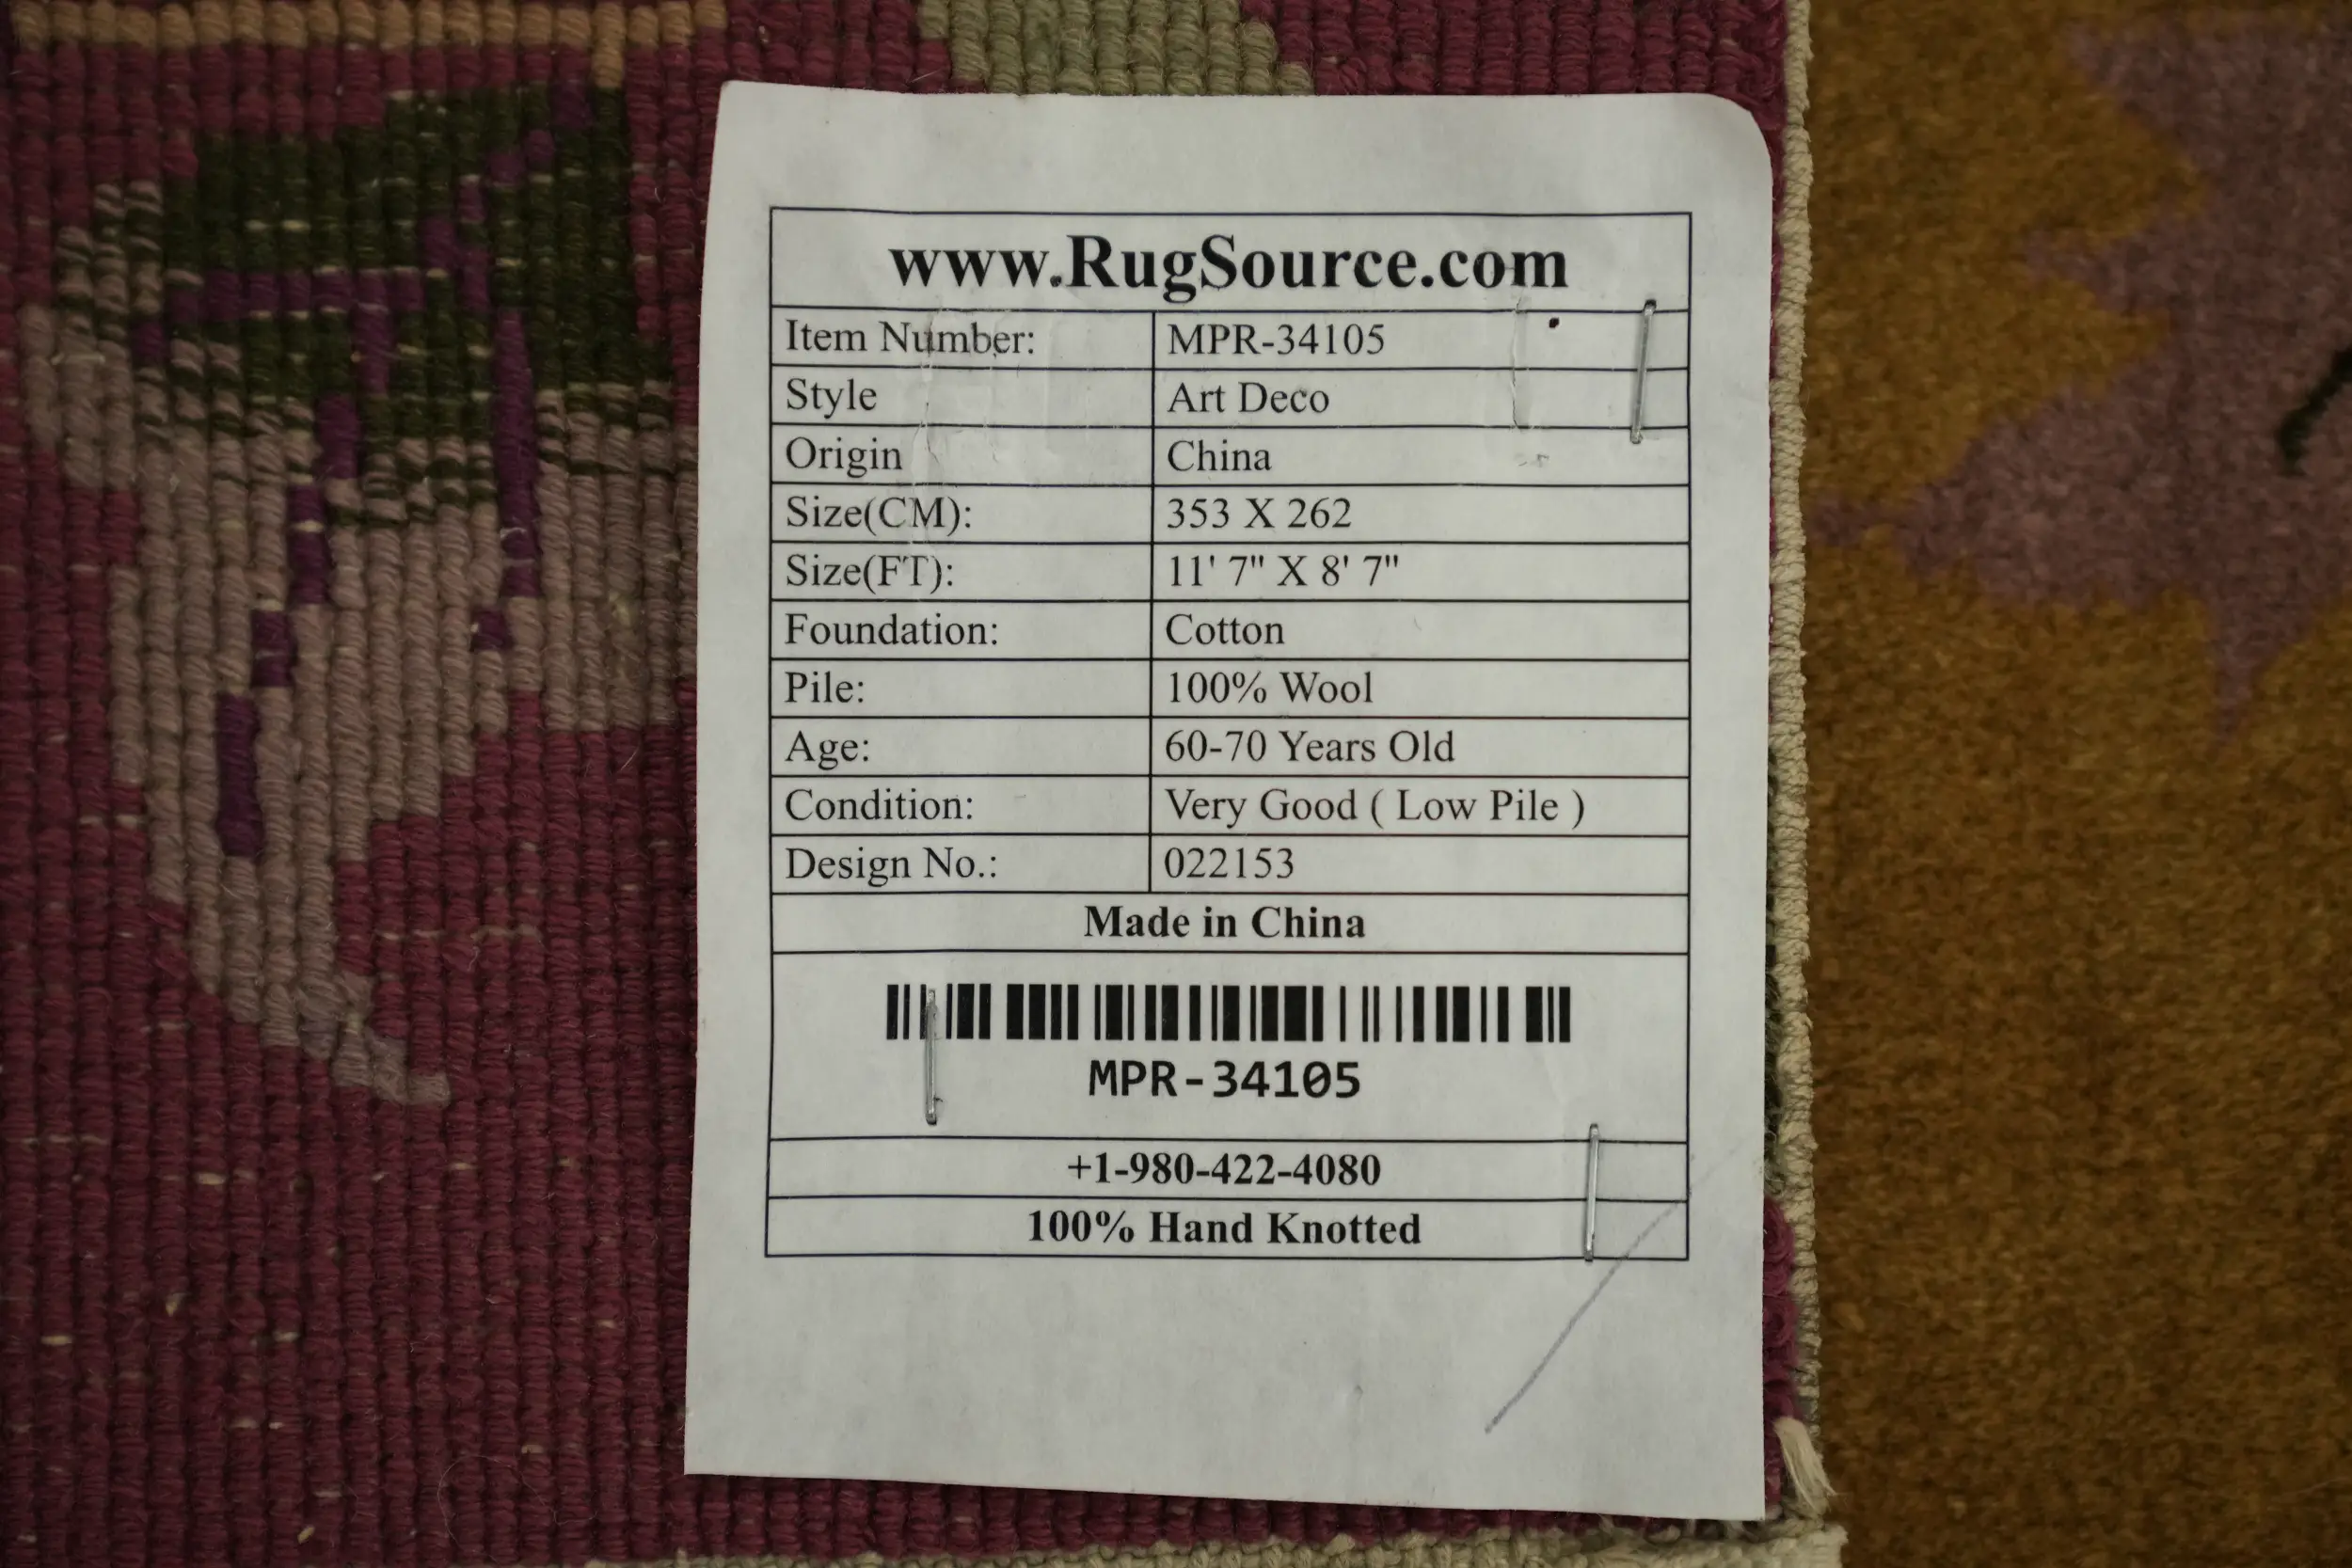 www.RugSource.com
Item Number: MPR-34105
Style Art Deco
Origin China
Size(CM): 353 X 262
Size(FT): 11' 7" X 8' 7"
Foundation: Cotton
Pile: 100% Wool
Age: 60-70 Years Old
Condition: Very Good ( Low Pile )
Design No.: 022153
Made in China
MPR-34105
+1-980-422-4080
100% Hand Knotted